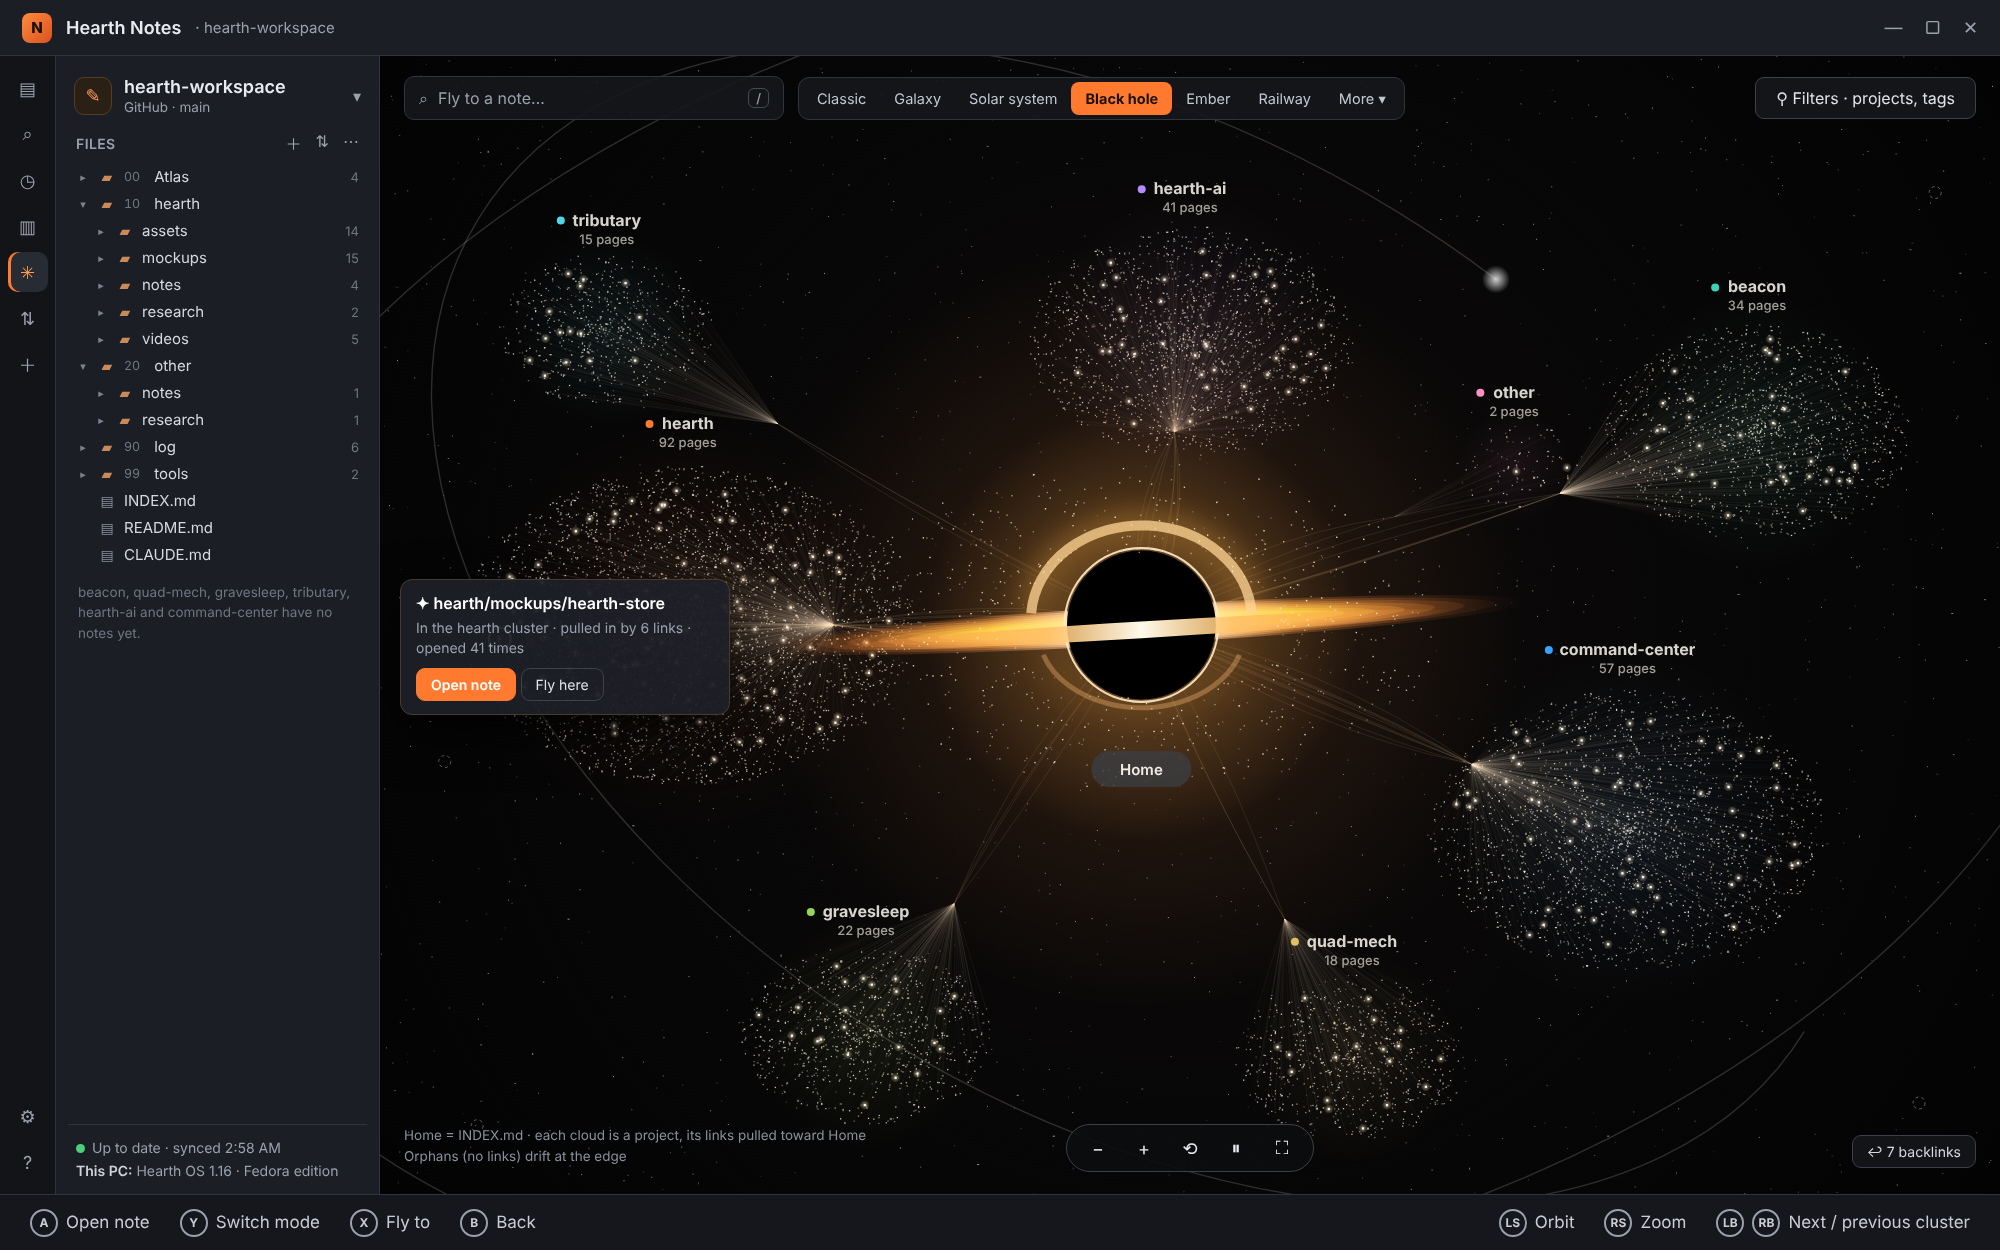 N Hearth Notes · hearth-workspace
hearth-workspace
GitHub · main
FILES
00 Atlas 4
10 hearth
assets 14
mockups 15
notes 4
research 2
videos 5
20 other
notes 1
research 1
90 log 6
99 tools 2
INDEX.md
README.md
CLAUDE.md
beacon, quad-mech, gravesleep, tributary,
hearth-ai and command-center have no
notes yet.
Up to date · synced 2:58 AM
This PC: Hearth OS 1.16 · Fedora edition
Fly to a note... /
Classic Galaxy Solar system Black hole Ember Railway More ▾
Filters · projects, tags
hearth-ai
41 pages
tributary
15 pages
beacon
34 pages
other
2 pages
hearth
92 pages
✦ hearth/mockups/hearth-store
In the hearth cluster · pulled in by 6 links ·
opened 41 times
Open note Fly here
command-center
57 pages
Home
gravesleep
22 pages
quad-mech
18 pages
Home = INDEX.md · each cloud is a project, its links pulled toward Home
Orphans (no links) drift at the edge
↩ 7 backlinks
A Open note Y Switch mode X Fly to B Back
LS Orbit RS Zoom LB RB Next / previous cluster